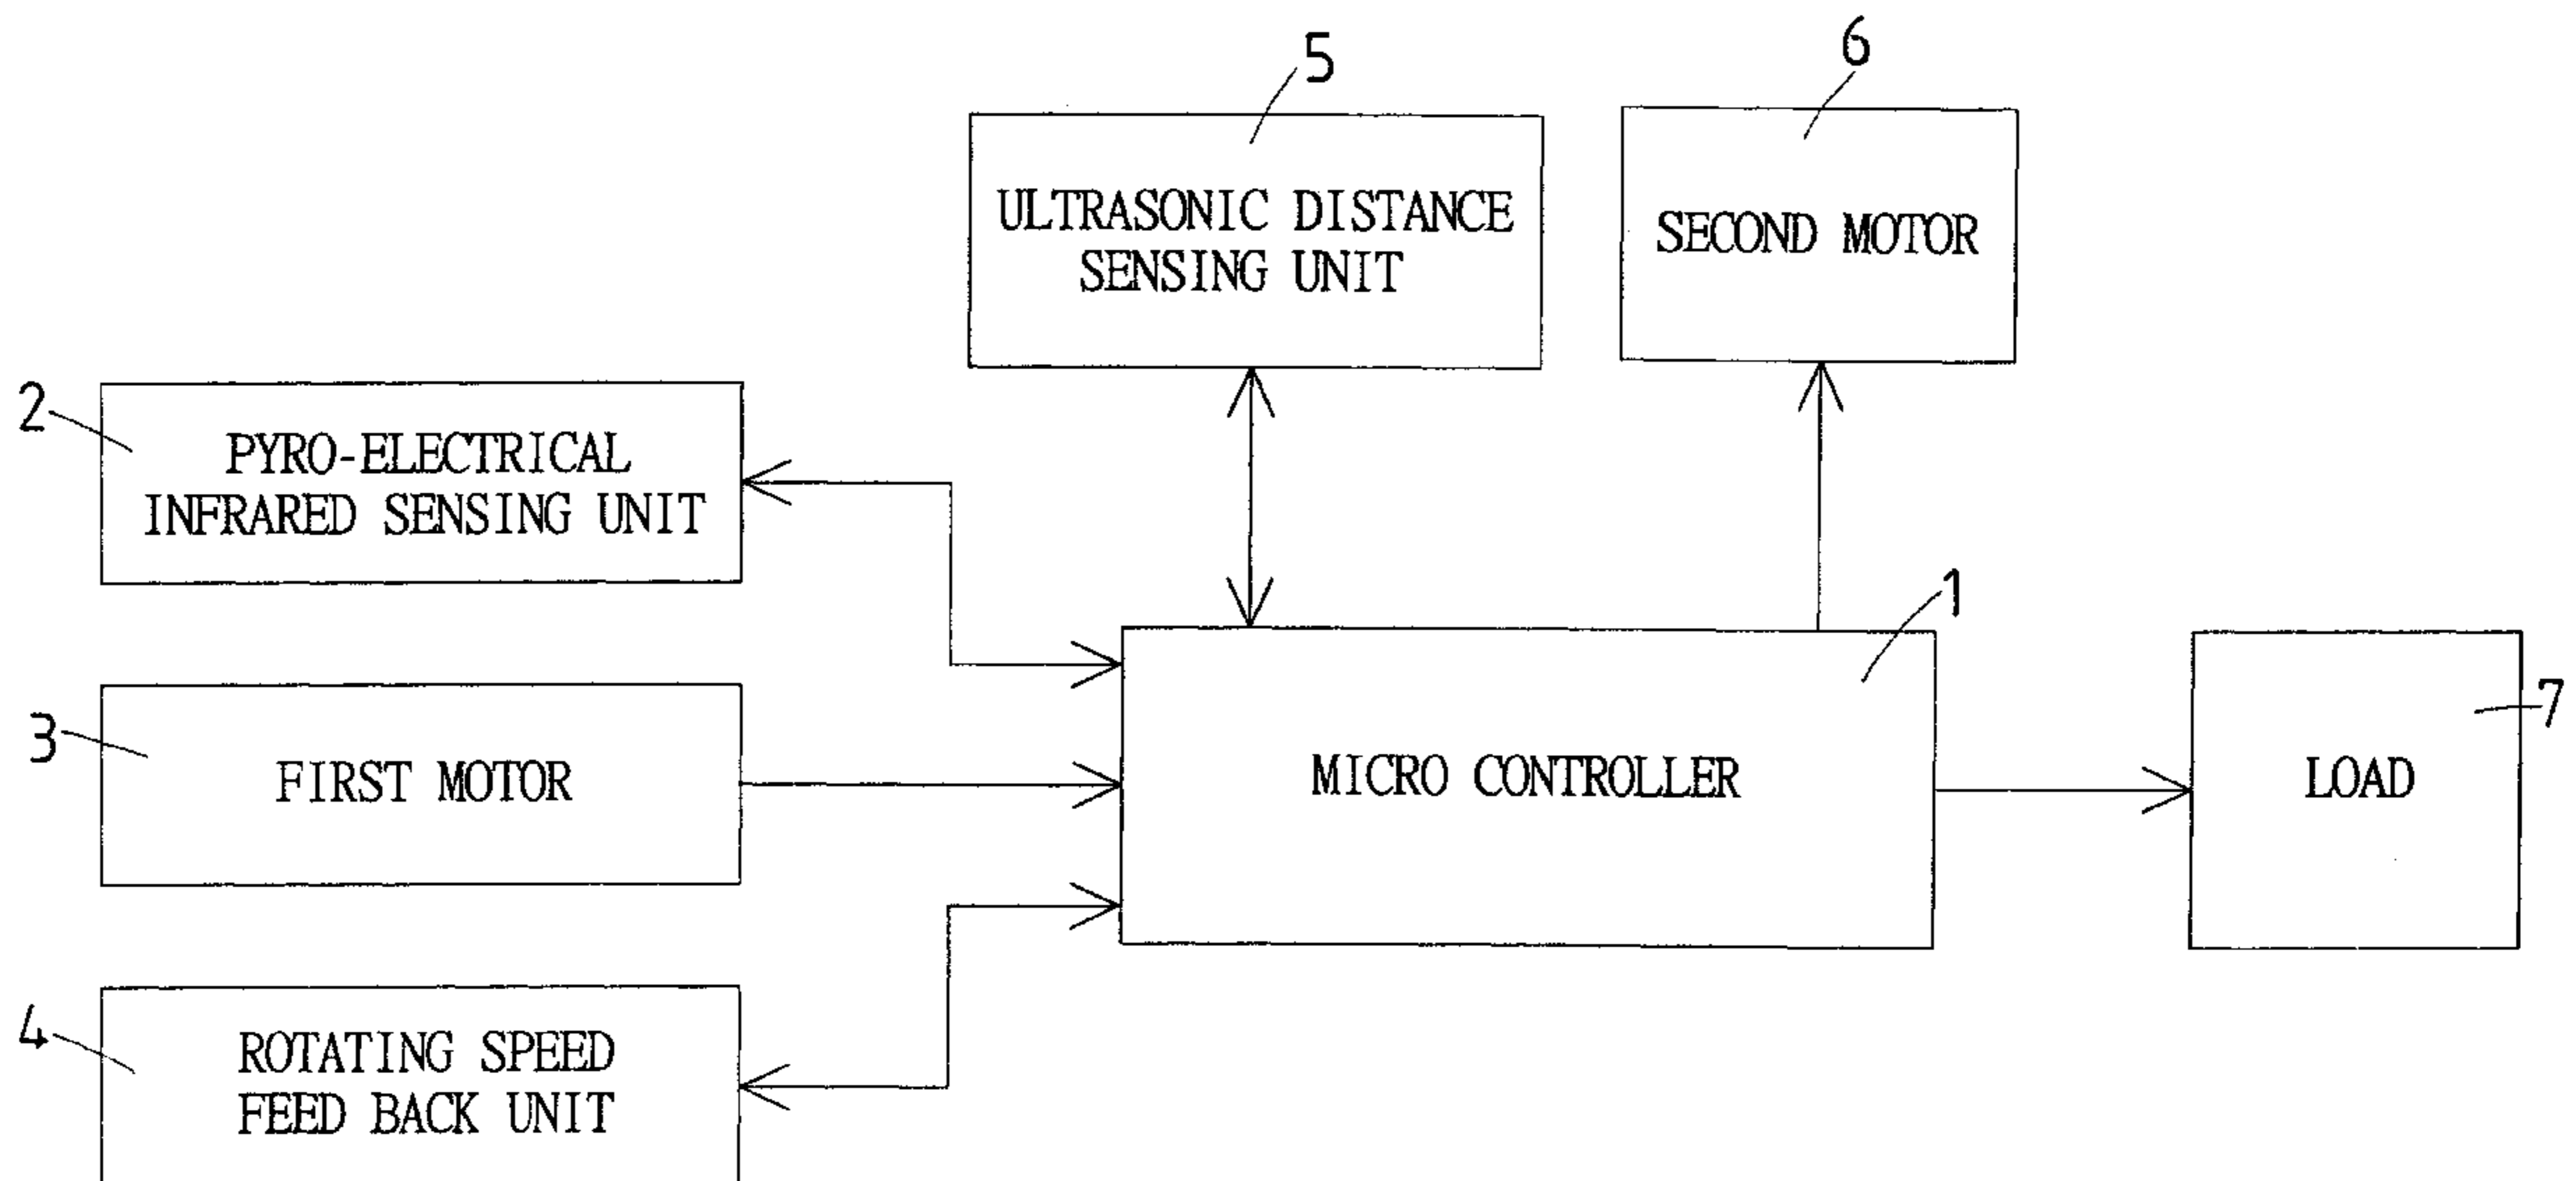 5
6
ULTRASONIC DISTANCE
SENSING UNIT
SECOND MOTOR
2
PYRO-ELECTRICAL
INFRARED SENSING UNIT
1
3
FIRST MOTOR
MICRO CONTROLLER
7
LOAD
4
ROTATING SPEED
FEED BACK UNIT